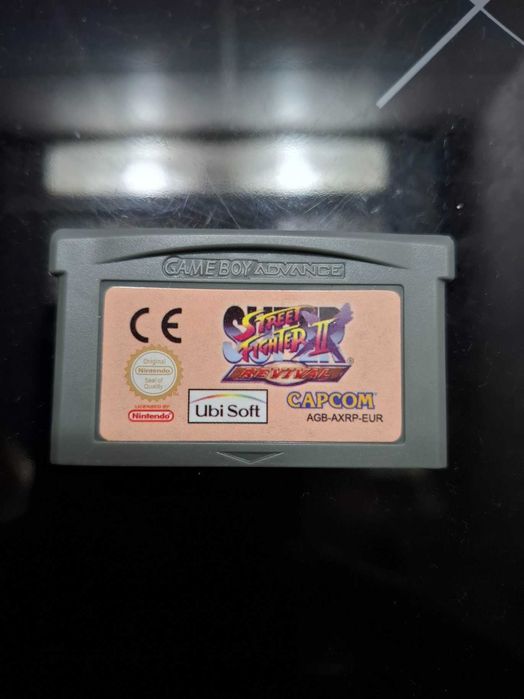 GAME BOY ADVANCE
CE
SUPER
STREET
FIGHTER II
REVIVAL
Original
Nintendo
Seal of
Quality
LICENSED BY
Nintendo
Ubi Soft
CAPCOM
AGB-AXRP-EUR